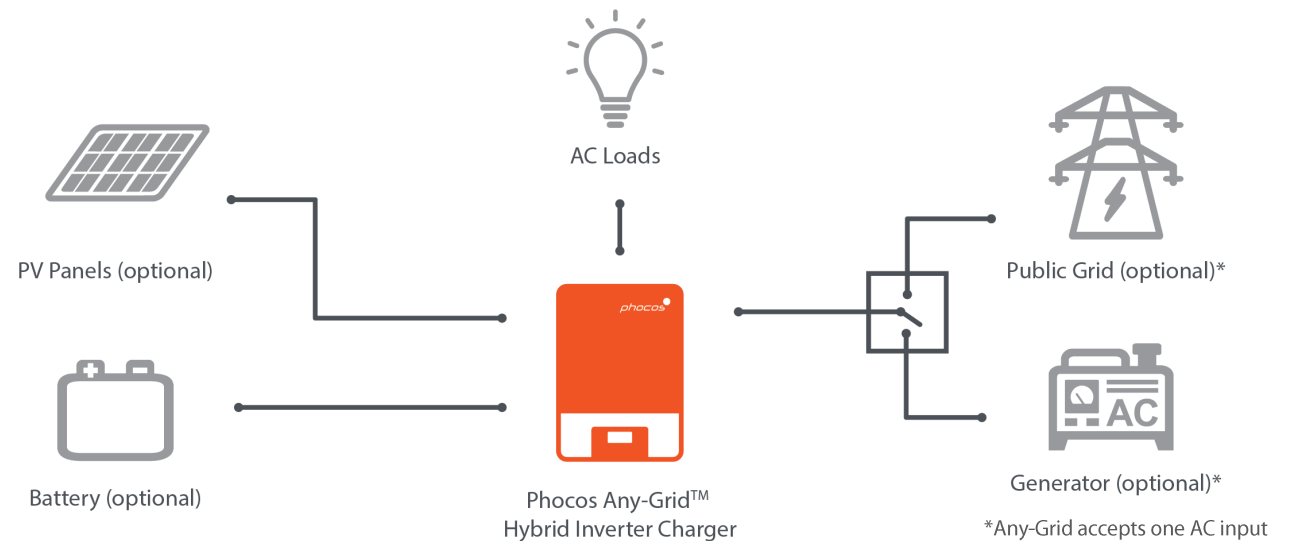 AC Loads
PV Panels (optional)
Public Grid (optional)*
phocos
AC
Battery (optional)
Phocos Any-Grid™
Hybrid Inverter Charger
Generator (optional)*
*Any-Grid accepts one AC input